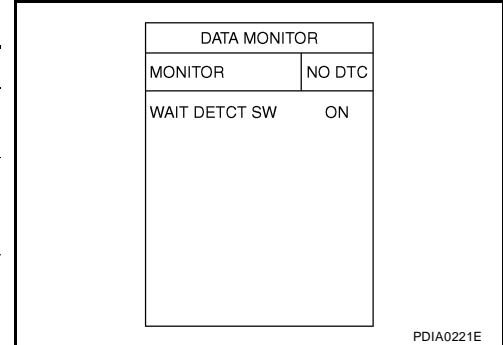 DATA MONITOR
MONITOR NO DTC
WAIT DETCT SW ON
PDIA0221E